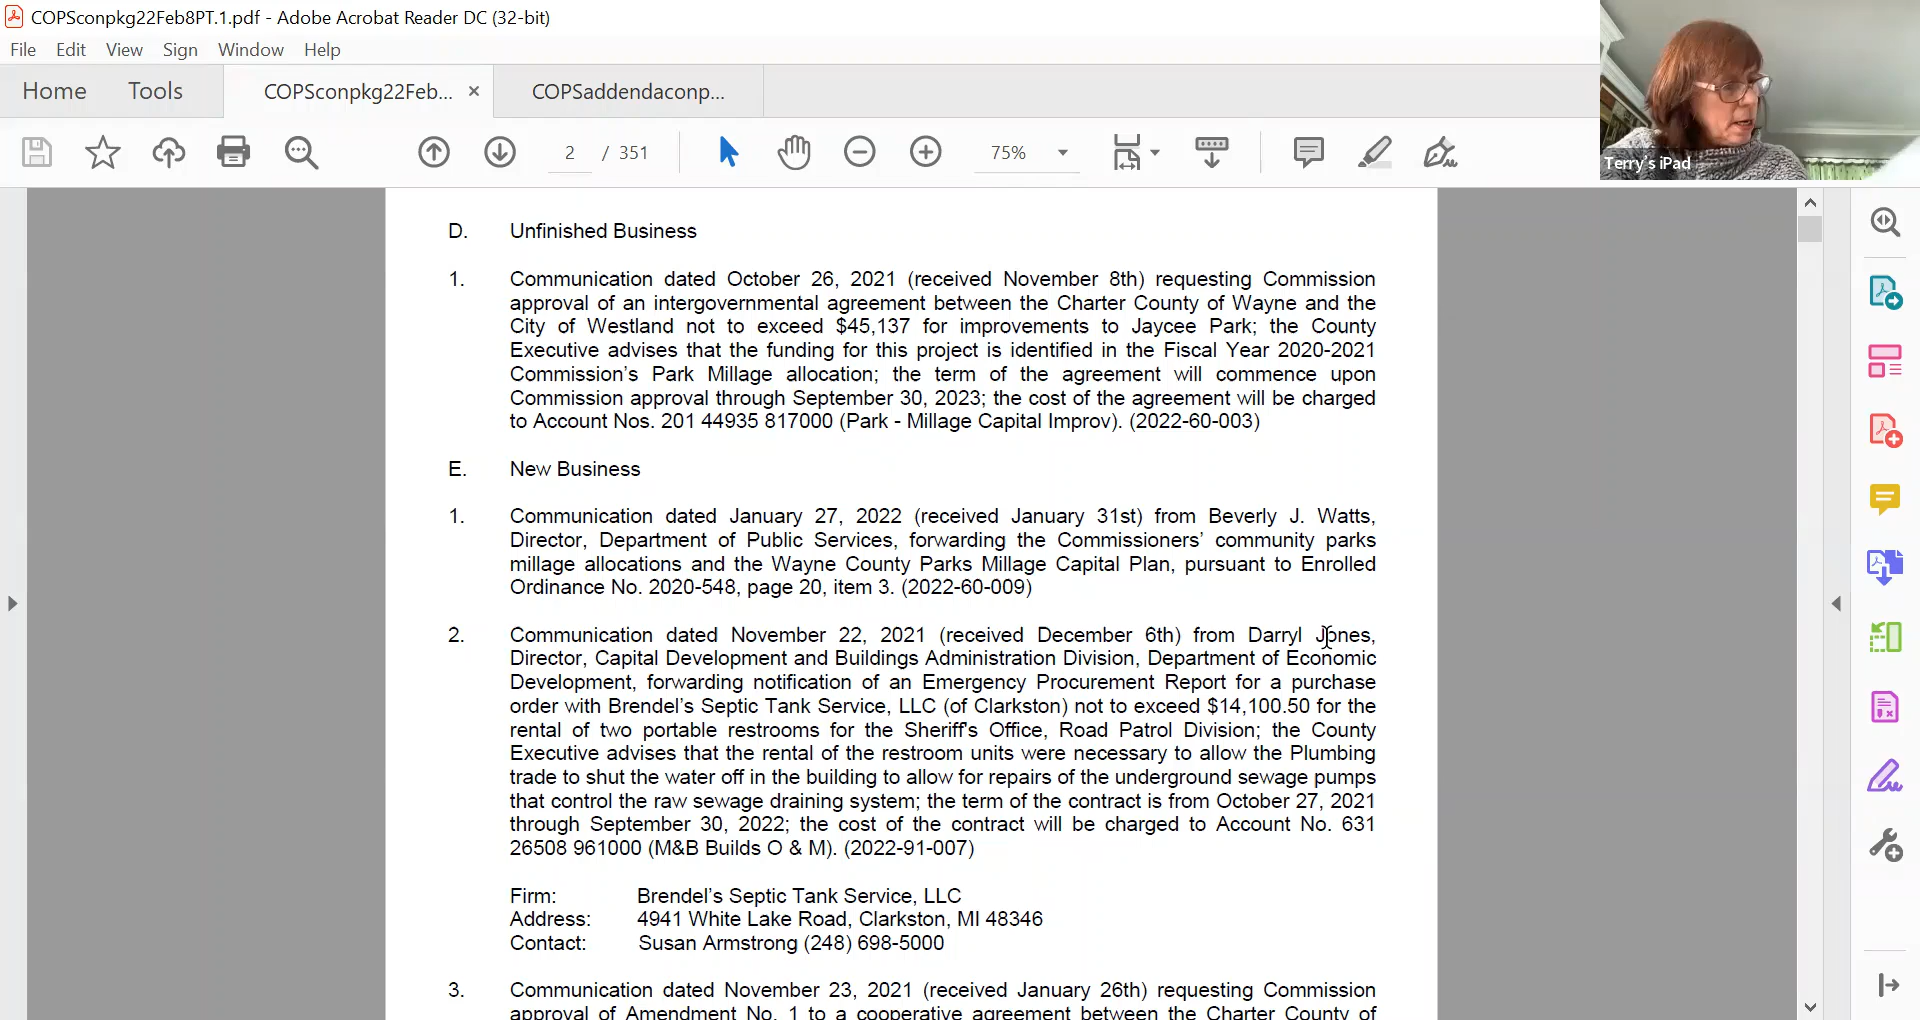 COPSconpkg22Feb8PT.1.pdf - Adobe Acrobat Reader DC (32-bit)
File Edit View Sign Window Help
Home Tools COPSconpkg22Feb... × COPSaddendaconp...
2 / 351 75%
Terry's iPad
D. Unfinished Business
1. Communication dated October 26, 2021 (received November 8th) requesting Commission
approval of an intergovernmental agreement between the Charter County of Wayne and the
City of Westland not to exceed $45,137 for improvements to Jaycee Park; the County
Executive advises that the funding for this project is identified in the Fiscal Year 2020-2021
Commission's Park Millage allocation; the term of the agreement will commence upon
Commission approval through September 30, 2023; the cost of the agreement will be charged
to Account Nos. 201 44935 817000 (Park - Millage Capital Improv). (2022-60-003)
E. New Business
1. Communication dated January 27, 2022 (received January 31st) from Beverly J. Watts,
Director, Department of Public Services, forwarding the Commissioners' community parks
millage allocations and the Wayne County Parks Millage Capital Plan, pursuant to Enrolled
Ordinance No. 2020-548, page 20, item 3. (2022-60-009)
2. Communication dated November 22, 2021 (received December 6th) from Darryl Jones,
Director, Capital Development and Buildings Administration Division, Department of Economic
Development, forwarding notification of an Emergency Procurement Report for a purchase
order with Brendel's Septic Tank Service, LLC (of Clarkston) not to exceed $14,100.50 for the
rental of two portable restrooms for the Sheriff's Office, Road Patrol Division; the County
Executive advises that the rental of the restroom units were necessary to allow the Plumbing
trade to shut the water off in the building to allow for repairs of the underground sewage pumps
that control the raw sewage draining system; the term of the contract is from October 27, 2021
through September 30, 2022; the cost of the contract will be charged to Account No. 631
26508 961000 (M&B Builds O & M). (2022-91-007)
Firm: Brendel's Septic Tank Service, LLC
Address: 4941 White Lake Road, Clarkston, MI 48346
Contact: Susan Armstrong (248) 698-5000
3. Communication dated November 23, 2021 (received January 26th) requesting Commission
approval of Amendment No. 1 to a cooperative agreement between the Charter County of